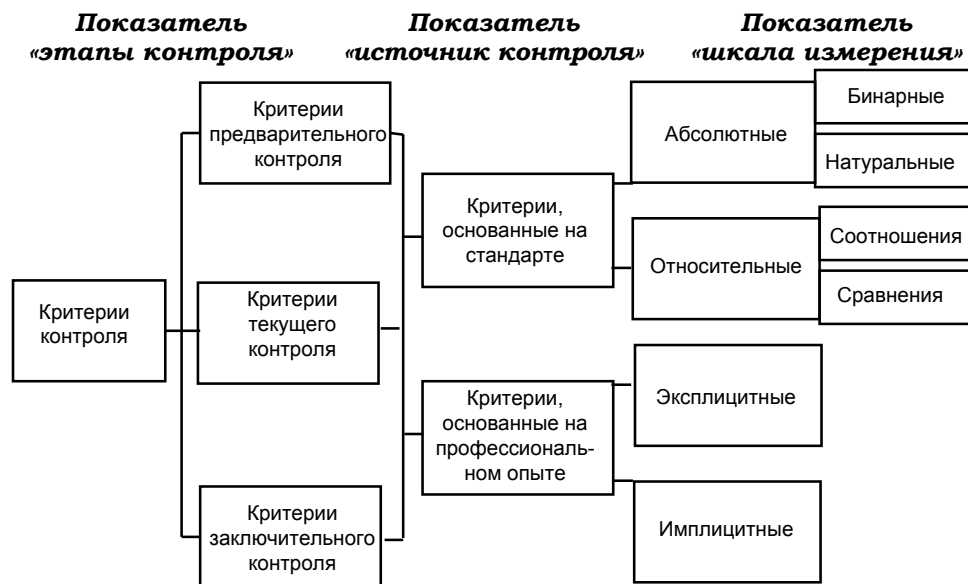 Показатель
«этапы контроля»
Показатель
«источник контроля»
Показатель
«шкала измерения»
Критерии
контроля
Критерии
предварительного
контроля
Критерии
текущего
контроля
Критерии
заключительного
контроля
Критерии,
основанные на
стандарте
Критерии,
основанные на
профессиональ-
ном опыте
Абсолютные
Бинарные
Натуральные
Относительные
Соотношения
Сравнения
Эксплицитные
Имплицитные